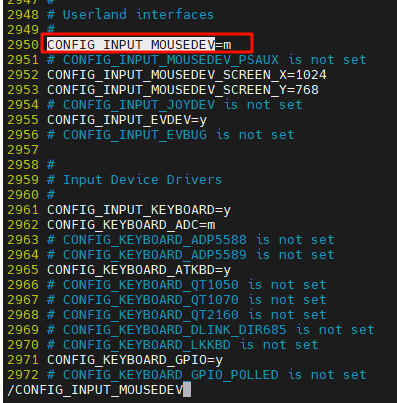 2947 #
2948 # Userland interfaces
2949 #
2950 CONFIG_INPUT_MOUSEDEV=m
2951 # CONFIG_INPUT_MOUSEDEV_PSAUX is not set
2952 CONFIG_INPUT_MOUSEDEV_SCREEN_X=1024
2953 CONFIG_INPUT_MOUSEDEV_SCREEN_Y=768
2954 # CONFIG_INPUT_JOYDEV is not set
2955 CONFIG_INPUT_EVDEV=y
2956 # CONFIG_INPUT_EVBUG is not set
2957
2958 #
2959 # Input Device Drivers
2960 #
2961 CONFIG_INPUT_KEYBOARD=y
2962 CONFIG_KEYBOARD_ADC=m
2963 # CONFIG_KEYBOARD_ADP5588 is not set
2964 # CONFIG_KEYBOARD_ADP5589 is not set
2965 CONFIG_KEYBOARD_ATKBD=y
2966 # CONFIG_KEYBOARD_QT1050 is not set
2967 # CONFIG_KEYBOARD_QT1070 is not set
2968 # CONFIG_KEYBOARD_QT2160 is not set
2969 # CONFIG_KEYBOARD_DLINK_DIR685 is not set
2970 # CONFIG_KEYBOARD_LKKBD is not set
2971 CONFIG_KEYBOARD_GPIO=y
2972 # CONFIG_KEYBOARD_GPIO_POLLED is not set
/CONFIG_INPUT_MOUSEDEV